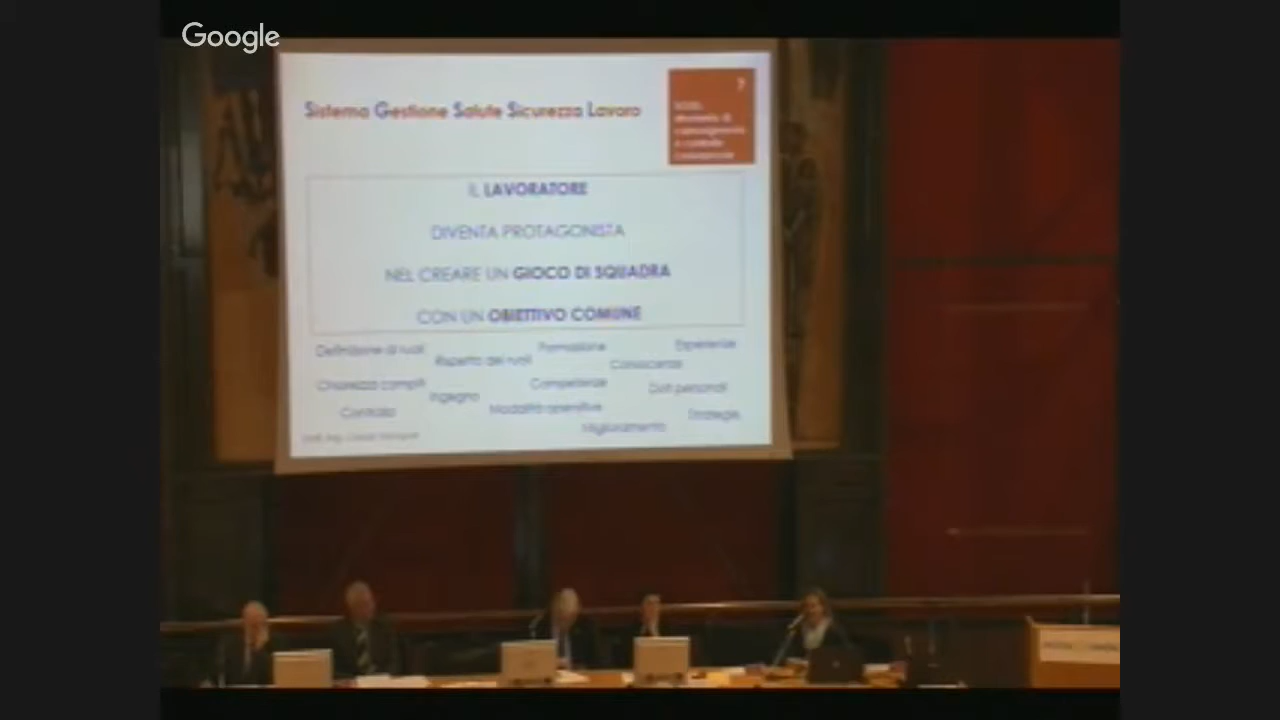 Google
Sistema Gestione Salute Sicurezza Lavoro
7
IL LAVORATORE
DIVENTA PROTAGONISTA
NEL CREARE UN GIOCO DI SQUADRA
CON UN OBIETTIVO COMUNE
Definizione di ruoli
Rispetto dei ruoli
Formazione
Conoscenze
Esperienze
Chiarezza compiti
Ingegno
Competenze
Doti personali
Controllo
Modalità operative
Miglioramento
Strategie